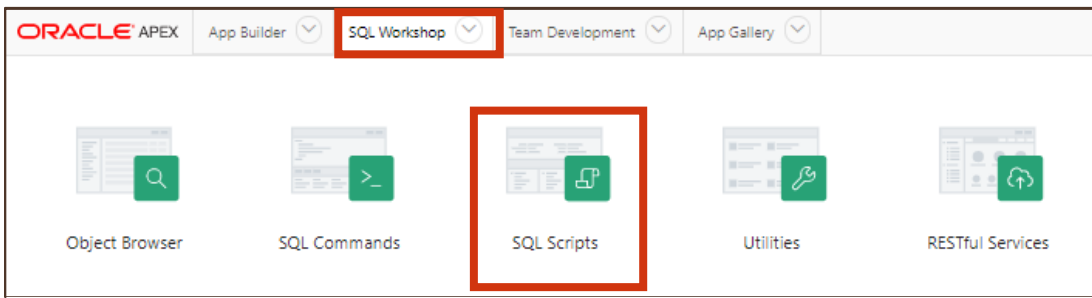 ORACLE APEX App Builder SQL Workshop Team Development App Gallery
>_
Object Browser SQL Commands SQL Scripts Utilities RESTful Services